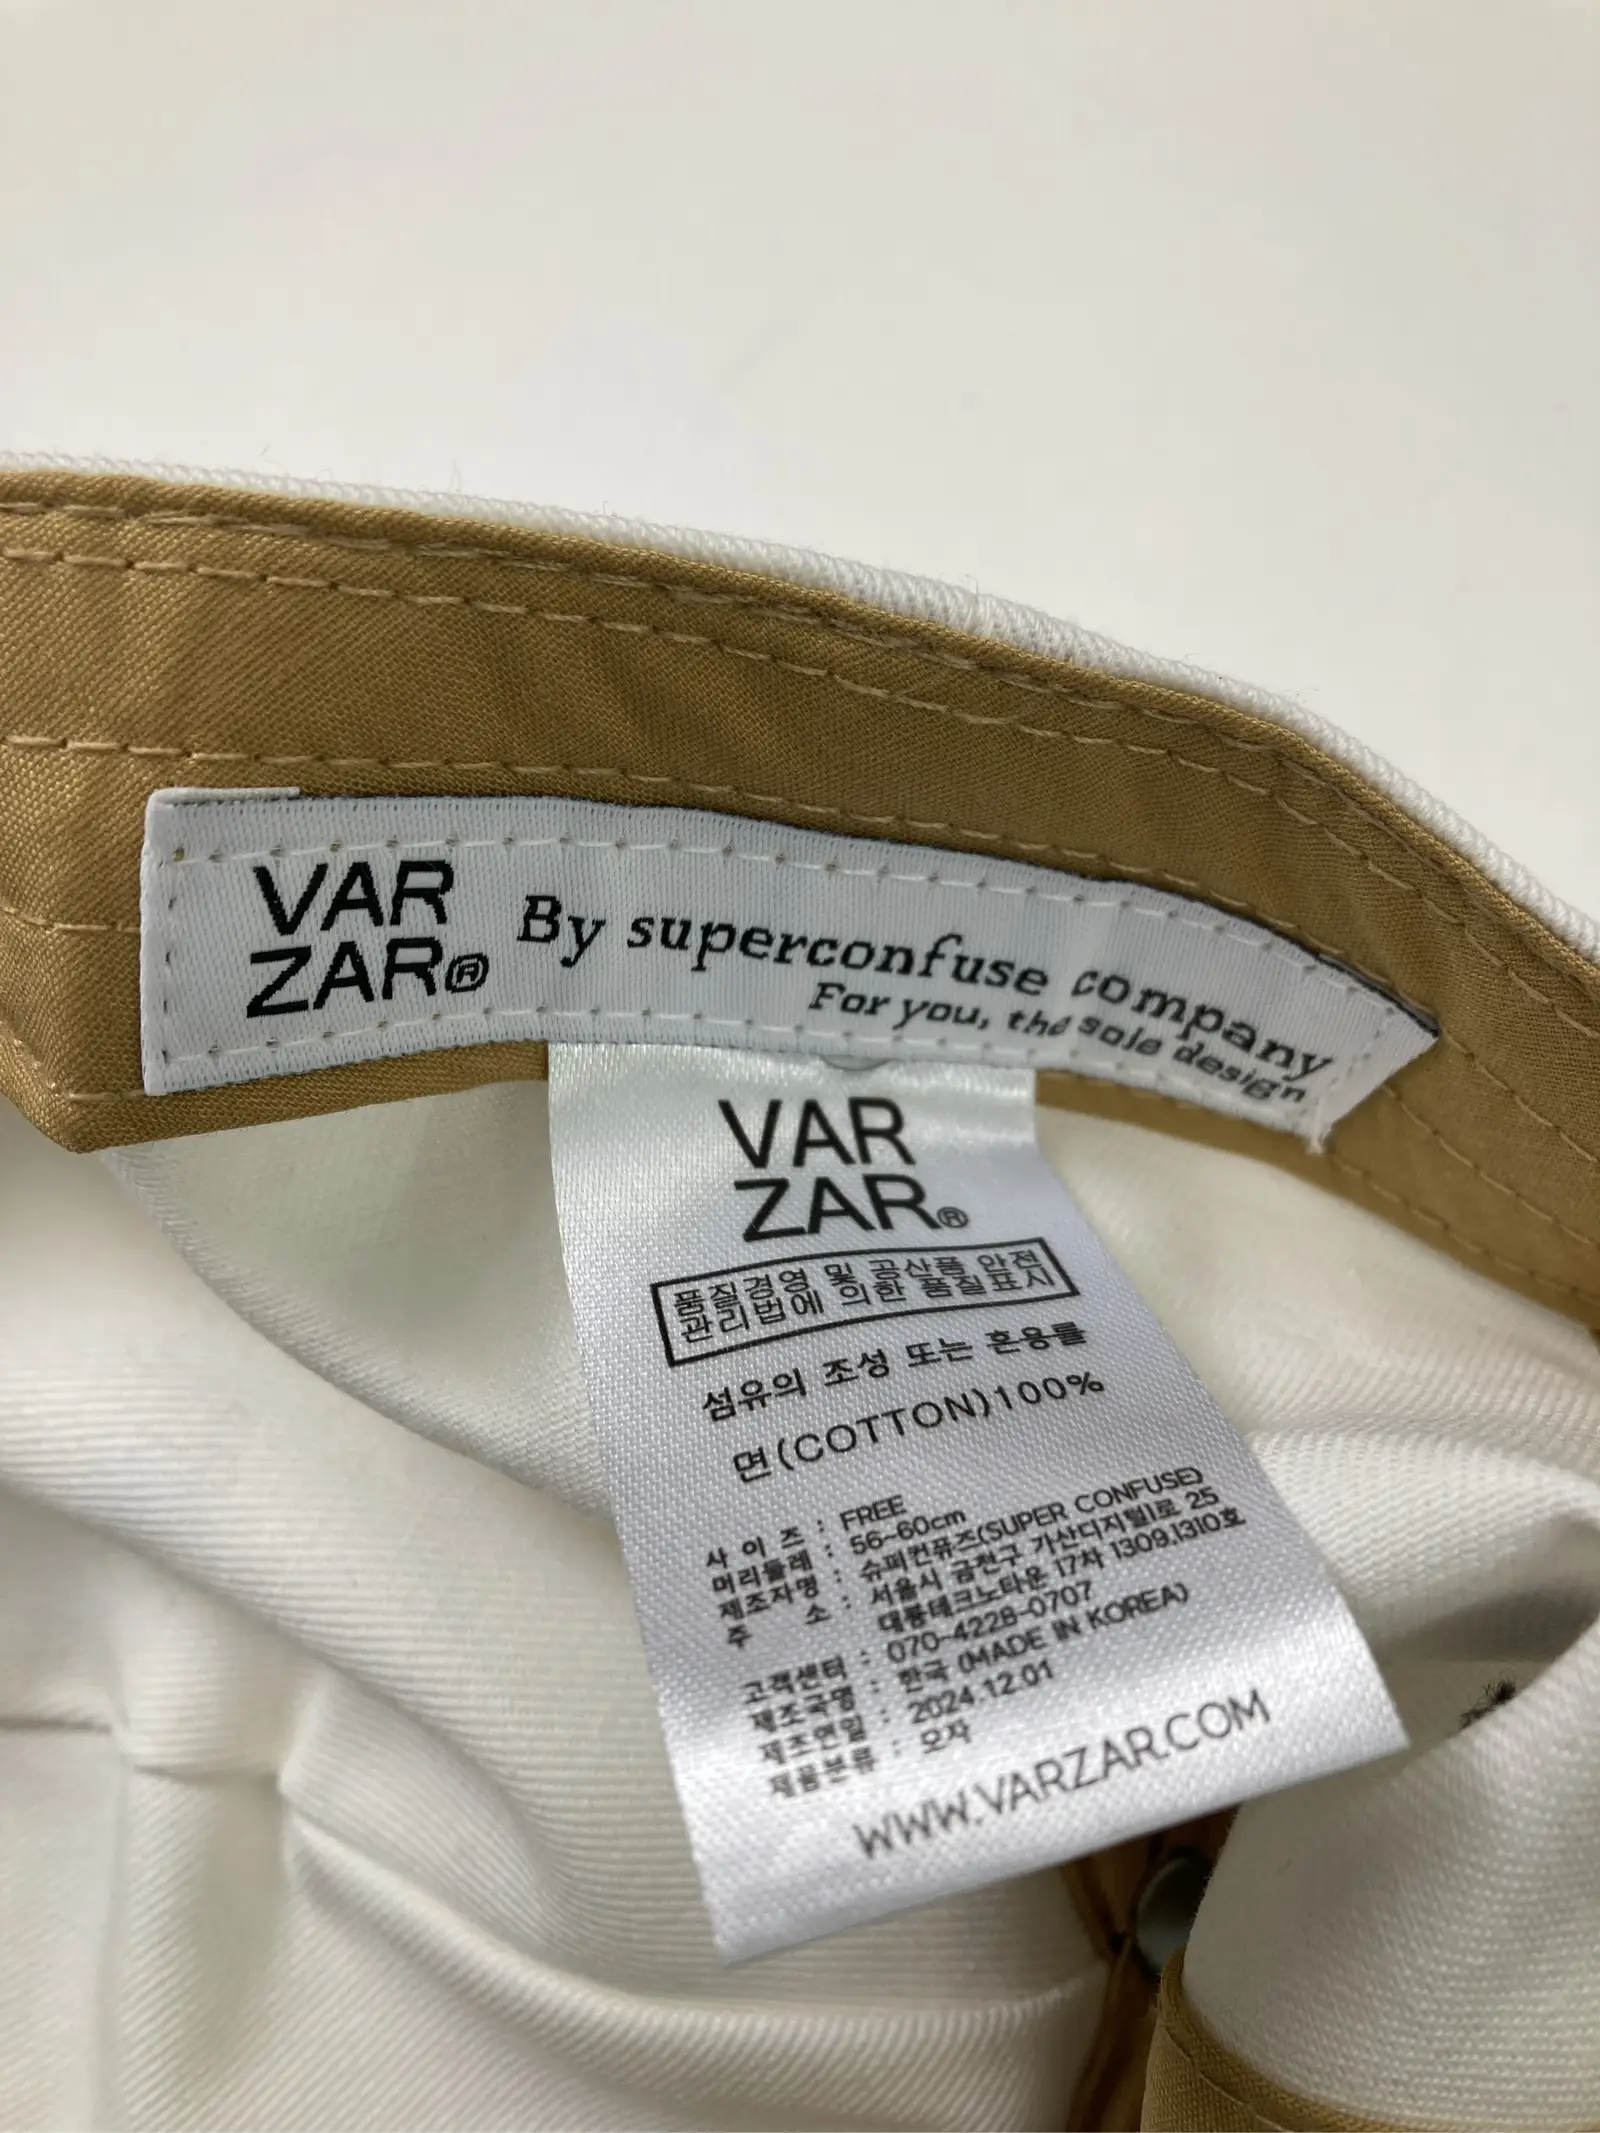 VAR
ZAR®
By superconfuse company
For you, the sole design
VAR
ZAR®
품질경영 및 공산품 안전
관리법에 의한 품질표시
섬유의 조성 또는 혼용률
면(COTTON)100%
사 이 즈 : FREE
머리둘레 : 56~60cm
제조자명 : 슈퍼컨퓨즈(SUPER CONFUSE)
주 소 : 서울시 금천구 가산디지털1로 25
대륭테크노타운 17차 1309,1310호
고객센터 : 070-4228-0707
제조국명 : 한국 (MADE IN KOREA)
제조연월 : 2024.12.01
제품분류 : 모자
WWW.VARZAR.COM